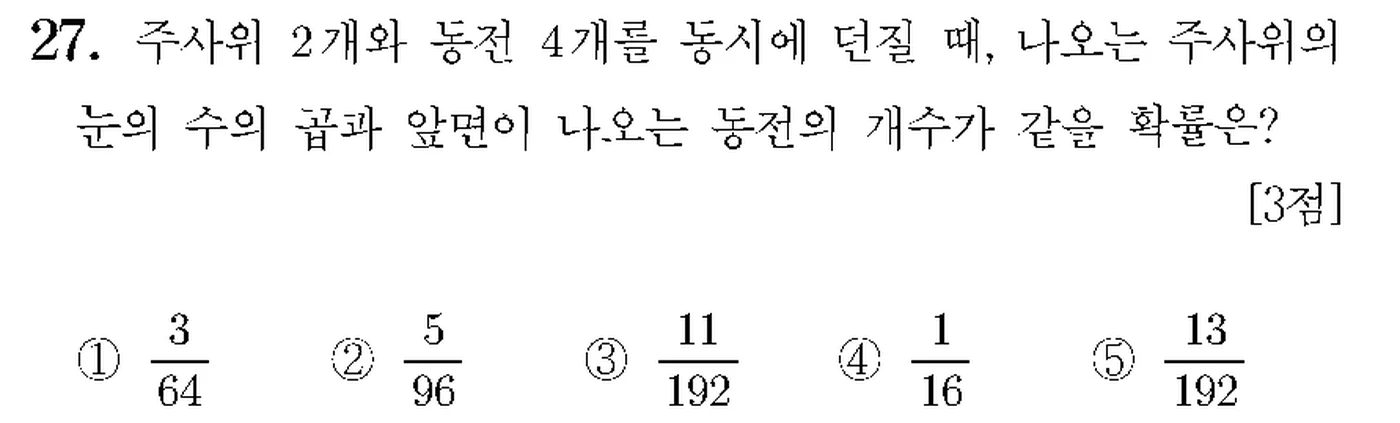 27. 주사위 2개와 동전 4개를 동시에 던질 때, 나오는 주사위의
눈의 수의 곱과 앞면이 나오는 동전의 개수가 같을 확률은?
[3점]
① 3/64 ② 5/96 ③ 11/192 ④ 1/16 ⑤ 13/192